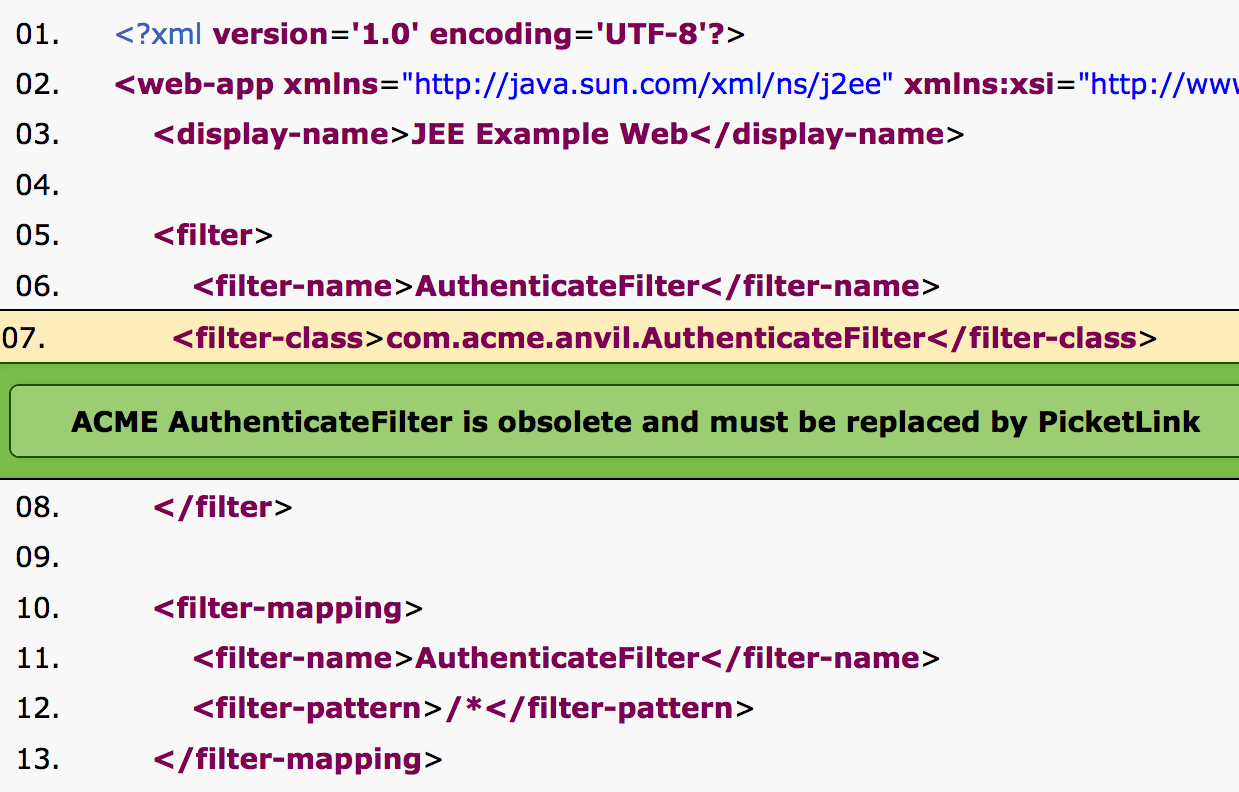 01. <?xml version='1.0' encoding='UTF-8'?>
02. <web-app xmlns="http://java.sun.com/xml/ns/j2ee" xmlns:xsi="http://www
03. <display-name>JEE Example Web</display-name>
04.
05. <filter>
06. <filter-name>AuthenticateFilter</filter-name>
07. <filter-class>com.acme.anvil.AuthenticateFilter</filter-class>
ACME AuthenticateFilter is obsolete and must be replaced by PicketLink
08. </filter>
09.
10. <filter-mapping>
11. <filter-name>AuthenticateFilter</filter-name>
12. <filter-pattern>/*</filter-pattern>
13. </filter-mapping>